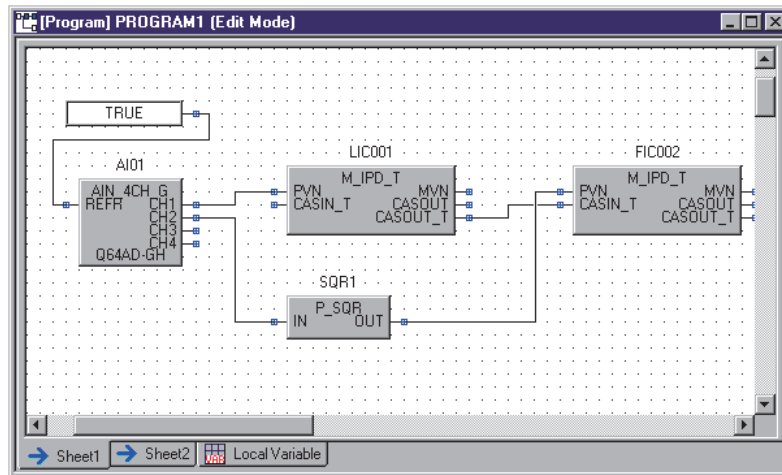 [Program] PROGRAM1 (Edit Mode)
TRUE
AI01
AIN_4CH_G
REFR CH1
CH2
CH3
CH4
Q64AD-GH
LIC001
M_IPD_T
PVN MVN
CASIN_T CASOUT
CASOUT_T
SQR1
P_SQR
IN OUT
FIC002
M_IPD_T
PVN MVN
CASIN_T CASOUT
CASOUT_T
Sheet1 Sheet2 VAR Local Variable